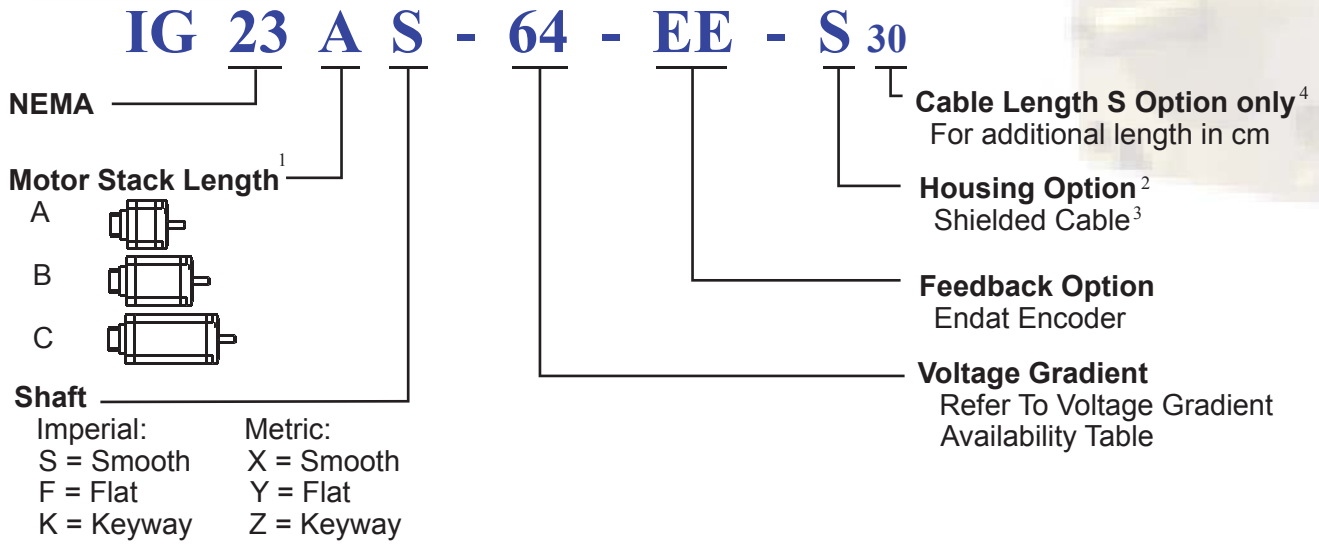 IG 23 A S - 64 - EE - S 30
NEMA
Motor Stack Length 1
A
B
C
Shaft
Imperial:
S = Smooth
F = Flat
K = Keyway
Metric:
X = Smooth
Y = Flat
Z = Keyway
Cable Length S Option only 4
For additional length in cm
Housing Option 2
Shielded Cable 3
Feedback Option
Endat Encoder
Voltage Gradient
Refer To Voltage Gradient
Availability Table